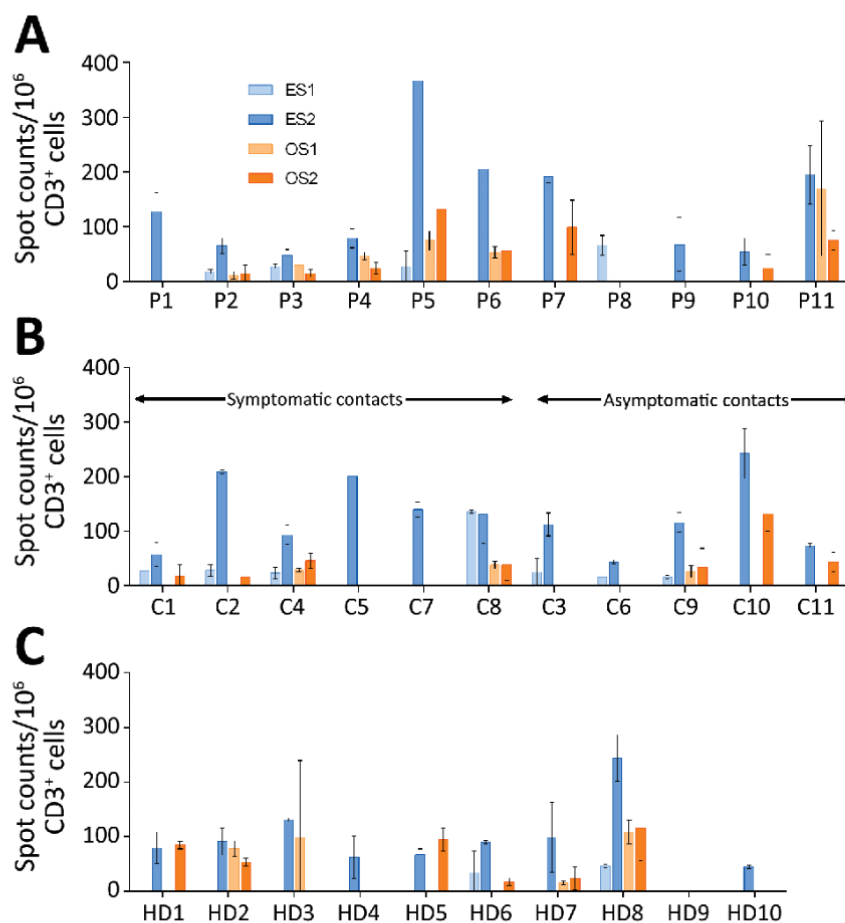 A
Spot counts/10⁶
CD3⁺ cells
400
300
200
100
0
ES1
ES2
OS1
OS2
P1 P2 P3 P4 P5 P6 P7 P8 P9 P10 P11
B
Spot counts/10⁶
CD3⁺ cells
400
300
200
100
0
Symptomatic contacts Asymptomatic contacts
C1 C2 C4 C5 C7 C8 C3 C6 C9 C10 C11
C
Spot counts/10⁶
CD3⁺ cells
400
300
200
100
0
HD1 HD2 HD3 HD4 HD5 HD6 HD7 HD8 HD9 HD10